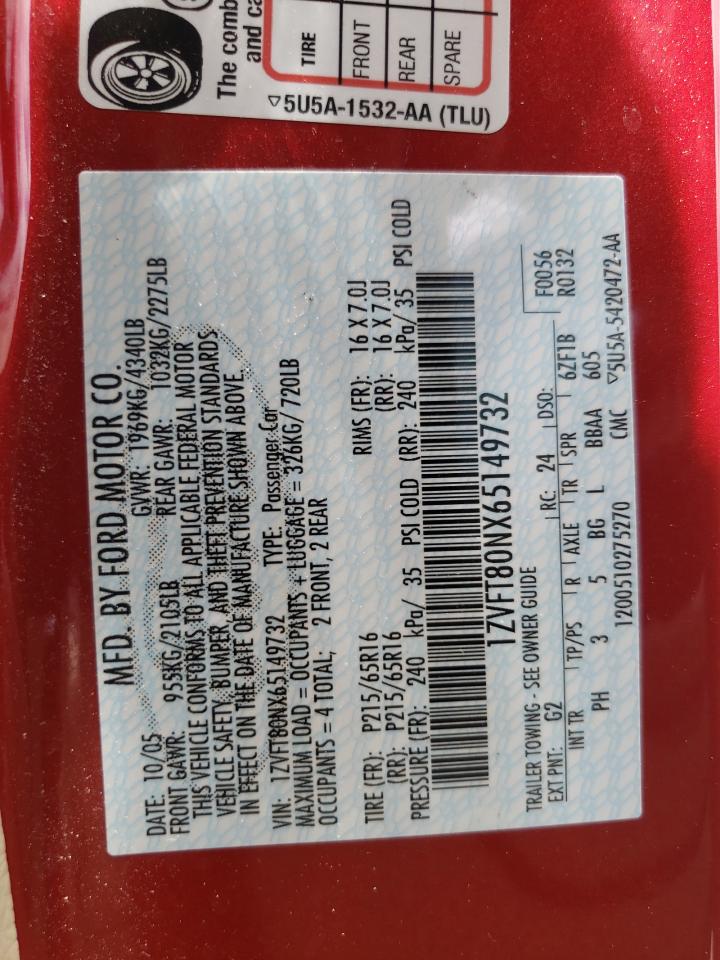 The comb
and ca
TIRE
FRONT
REAR
SPARE
▽5U5A-1532-AA (TLU)
MFD. BY FORD MOTOR CO.
DATE: 10/05 GVWR: 1969KG/4340LB
FRONT GAWR: 955KG/2105LB REAR GAWR: 1032KG/2275LB
THIS VEHICLE CONFORMS TO ALL APPLICABLE FEDERAL MOTOR
VEHICLE SAFETY, BUMPER, AND THEFT PREVENTION STANDARDS
IN EFFECT ON THE DATE OF MANUFACTURE SHOWN ABOVE.
VIN: 1ZVFT80NX65149732 TYPE: Passenger Car
MAXIMUM LOAD = OCCUPANTS + LUGGAGE = 326KG/ 720LB
OCCUPANTS = 4 TOTAL; 2 FRONT, 2 REAR
TIRE (FR): P215/65R16 RIMS (FR): 16 X 7.0J
(RR): P215/65R16 (RR): 16 X 7.0J
PRESSURE (FR): 240 kPa/ 35 PSI COLD (RR): 240 kPa/ 35 PSI COLD
1ZVFT80NX65149732
TRAILER TOWING - SEE OWNER GUIDE F0056
EXT PNT: G2 RC: 24 DSO: R0132
INT TR TP/PS R AXLE TR SPR 6ZF1B
PH 3 5 BG L BBAA 605
1200510275270 CMC ▽5U5A-5420472-AA